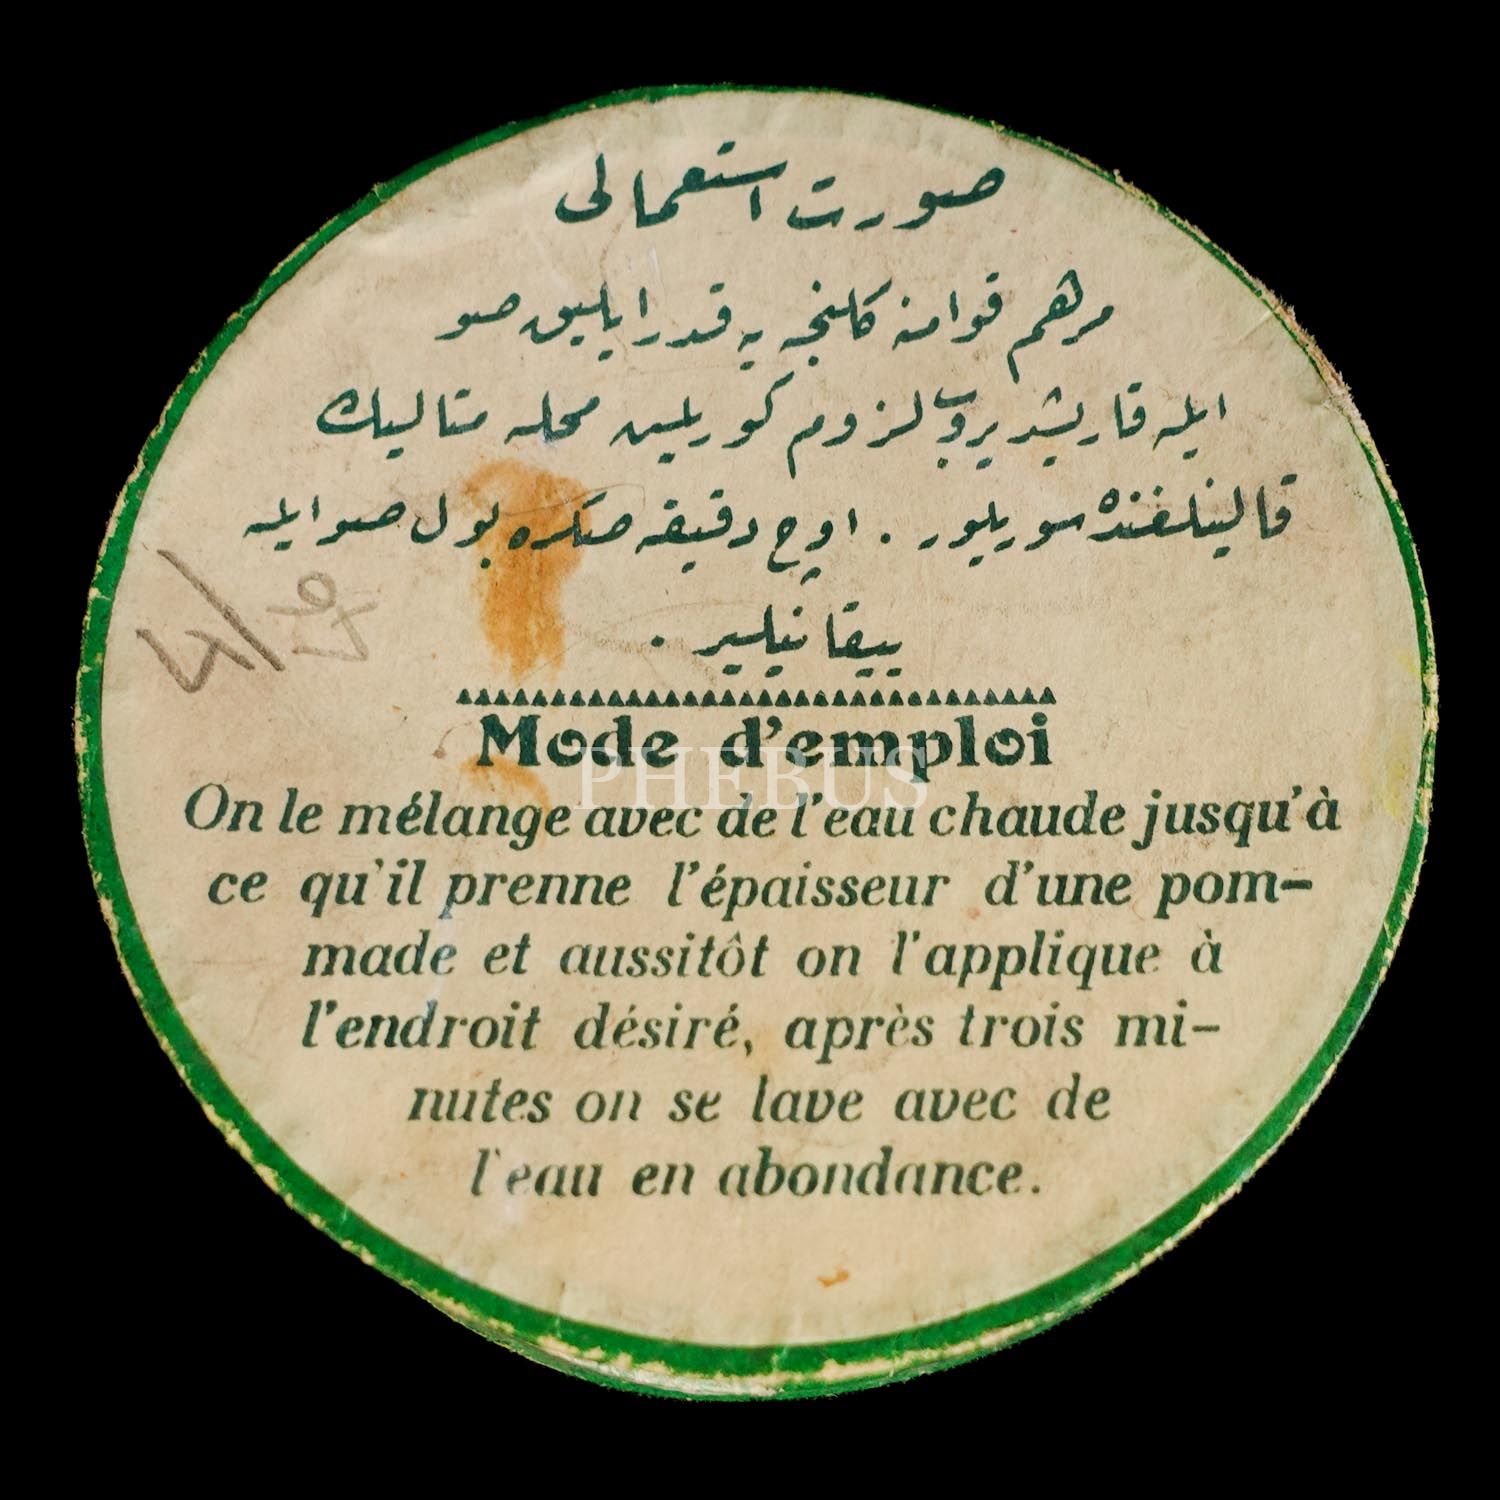 صورت استعمالی
مرهم قوامنه كلنجه یه قدر ایلیق صو
ایله قاریشدیروب لزوم كوریلن محله متالیك
قالینلغنده سوریلور . اوچ دقیقه صكره بول صو ایله
ییقانیلیر .
Mode d'emploi
On le mélange avec de l'eau chaude jusqu'à
ce qu'il prenne l'épaisseur d'une pom-
made et aussitôt on l'applique à
l'endroit désiré, après trois mi-
nutes on se lave avec de
l'eau en abondance.
PHEBUS